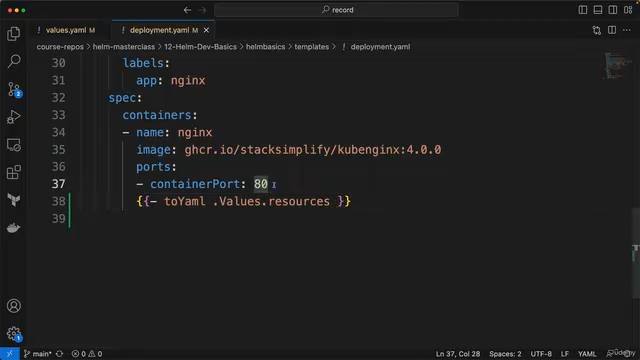 record
values.yaml M
deployment.yaml M
course-repos > helm-masterclass > 12-Helm-Dev-Basics > helmbasics > templates > ! deployment.yaml
30 labels:
31 app: nginx
32 spec:
33 containers:
34 - name: nginx
35 image: ghcr.io/stacksimplify/kubenginx:4.0.0
36 ports:
37 - containerPort: 80
38 {{- toYaml .Values.resources }}
39
2
1
main* 0 0
Ln 37, Col 28 Spaces: 2 UTF-8 LF YAML
Udemy